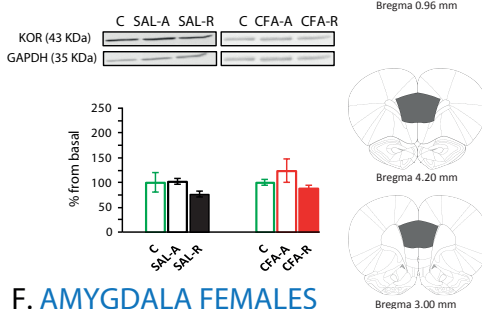 C SAL-A SAL-R C CFA-A CFA-R
KOR (43 KDa)
GAPDH (35 KDa)
250
200
150
100
50
0
% from basal
C SAL-A SAL-R C CFA-A CFA-R
Bregma 0.96 mm
Bregma 4.20 mm
Bregma 3.00 mm
F. AMYGDALA FEMALES